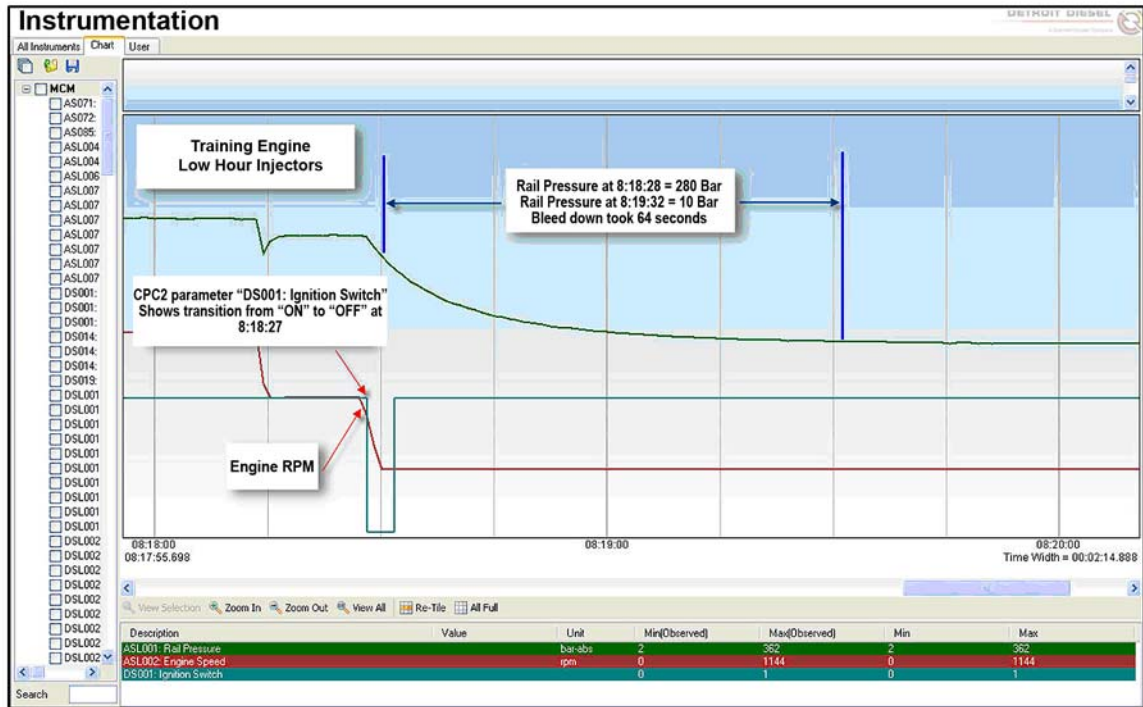 Instrumentation
DETROIT DIESEL
All Instruments Chart User
MCM
AS071:
AS072:
AS085:
ASL004
ASL004
ASL006
ASL007
ASL007
ASL007
ASL007
ASL007
ASL007
ASL007
DS001:
DS001:
DS001:
DS014:
DS014:
DS014:
DS019:
DSL001
DSL001
DSL001
DSL001
DSL001
DSL001
DSL001
DSL001
DSL001
DSL001
DSL002
DSL002
DSL002
DSL002
DSL002
DSL002
DSL002
DSL002
DSL002
Search
Training Engine
Low Hour Injectors
Rail Pressure at 8:18:28 = 280 Bar
Rail Pressure at 8:19:32 = 10 Bar
Bleed down took 64 seconds
CPC2 parameter “DS001: Ignition Switch”
Shows transition from “ON” to “OFF” at
8:18:27
Engine RPM
08:18:00 08:19:00 08:20:00
08:17:55.698 Time Width = 00:02:14.888
View Selection Zoom In Zoom Out View All Re-Tile All Full
Description Value Unit Min(Observed) Max(Observed) Min Max
ASL001: Rail Pressure bar-abs 2 362 2 362
ASL002: Engine Speed rpm 0 1144 0 1144
DS001: Ignition Switch 0 1 0 1